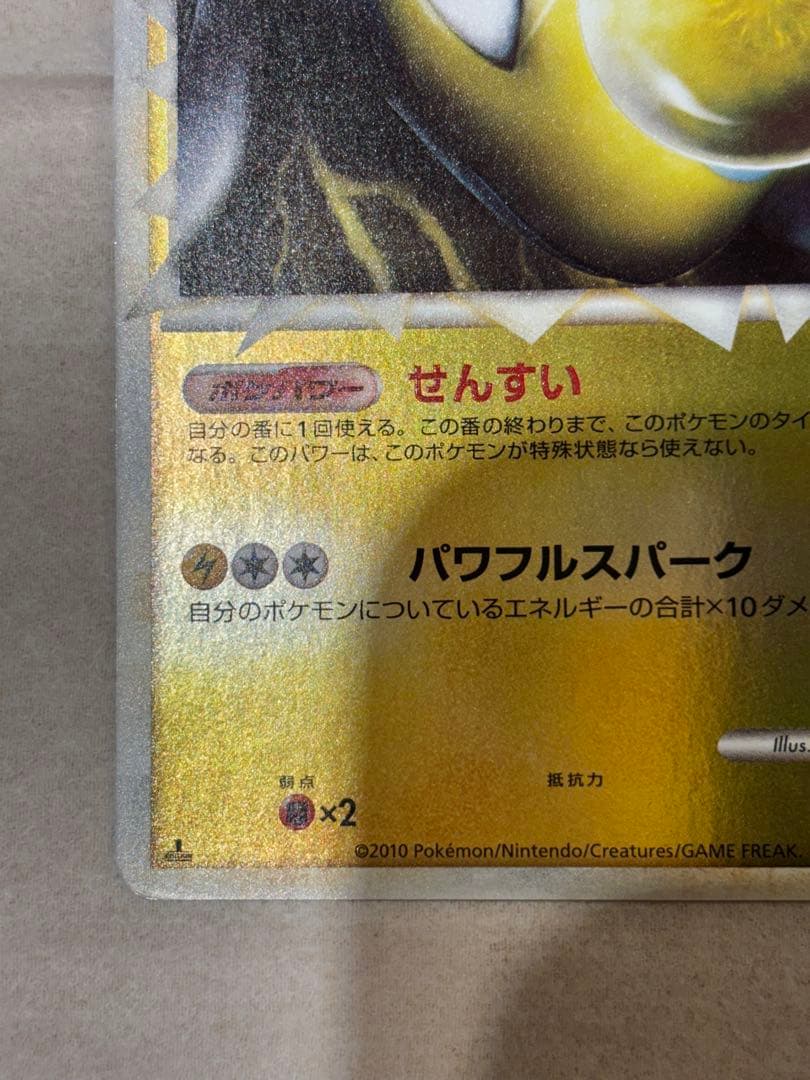 ポケパワー せんすい
自分の番に1回使える。この番の終わりまで、このポケモンのタイ
なる。このパワーは、このポケモンが特殊状態なら使えない。
パワフルスパーク
自分のポケモンについているエネルギーの合計×10ダメ
Illus.
弱点 抵抗力
×2
1
©2010 Pokémon/Nintendo/Creatures/GAME FREAK.